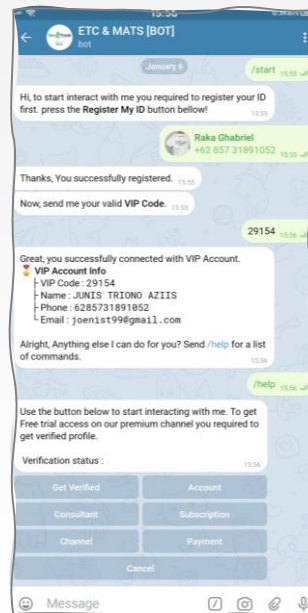 15:56
ETC & MATS [BOT]
bot
January 6
/start 15:55
Hi, to start interact with me you required to register your ID
first. press the Register My ID button bellow!
15:55
Raka Ghabriel
+62 857 31891052 15:55
Thanks, You successfully registered. 15:55
Now, send me your valid VIP Code. 15:55
29154 15:56
Great, you successfully connected with VIP Account.
VIP Account Info
VIP Code : 29154
Name : JUNIS TRIONO AZIIS
Phone : 6285731891052
Email : joenist99@gmail.com
Alright, Anything else I can do for you? Send /help for a list
of commands.
15:56
/help 15:56
Use the button below to start interacting with me. To get
Free trial access on our premium channel you required to
get verified profile.
Verification status :
15:56
Get Verified
Account
Consultant
Subscription
Channel
Payment
Cancel
Message